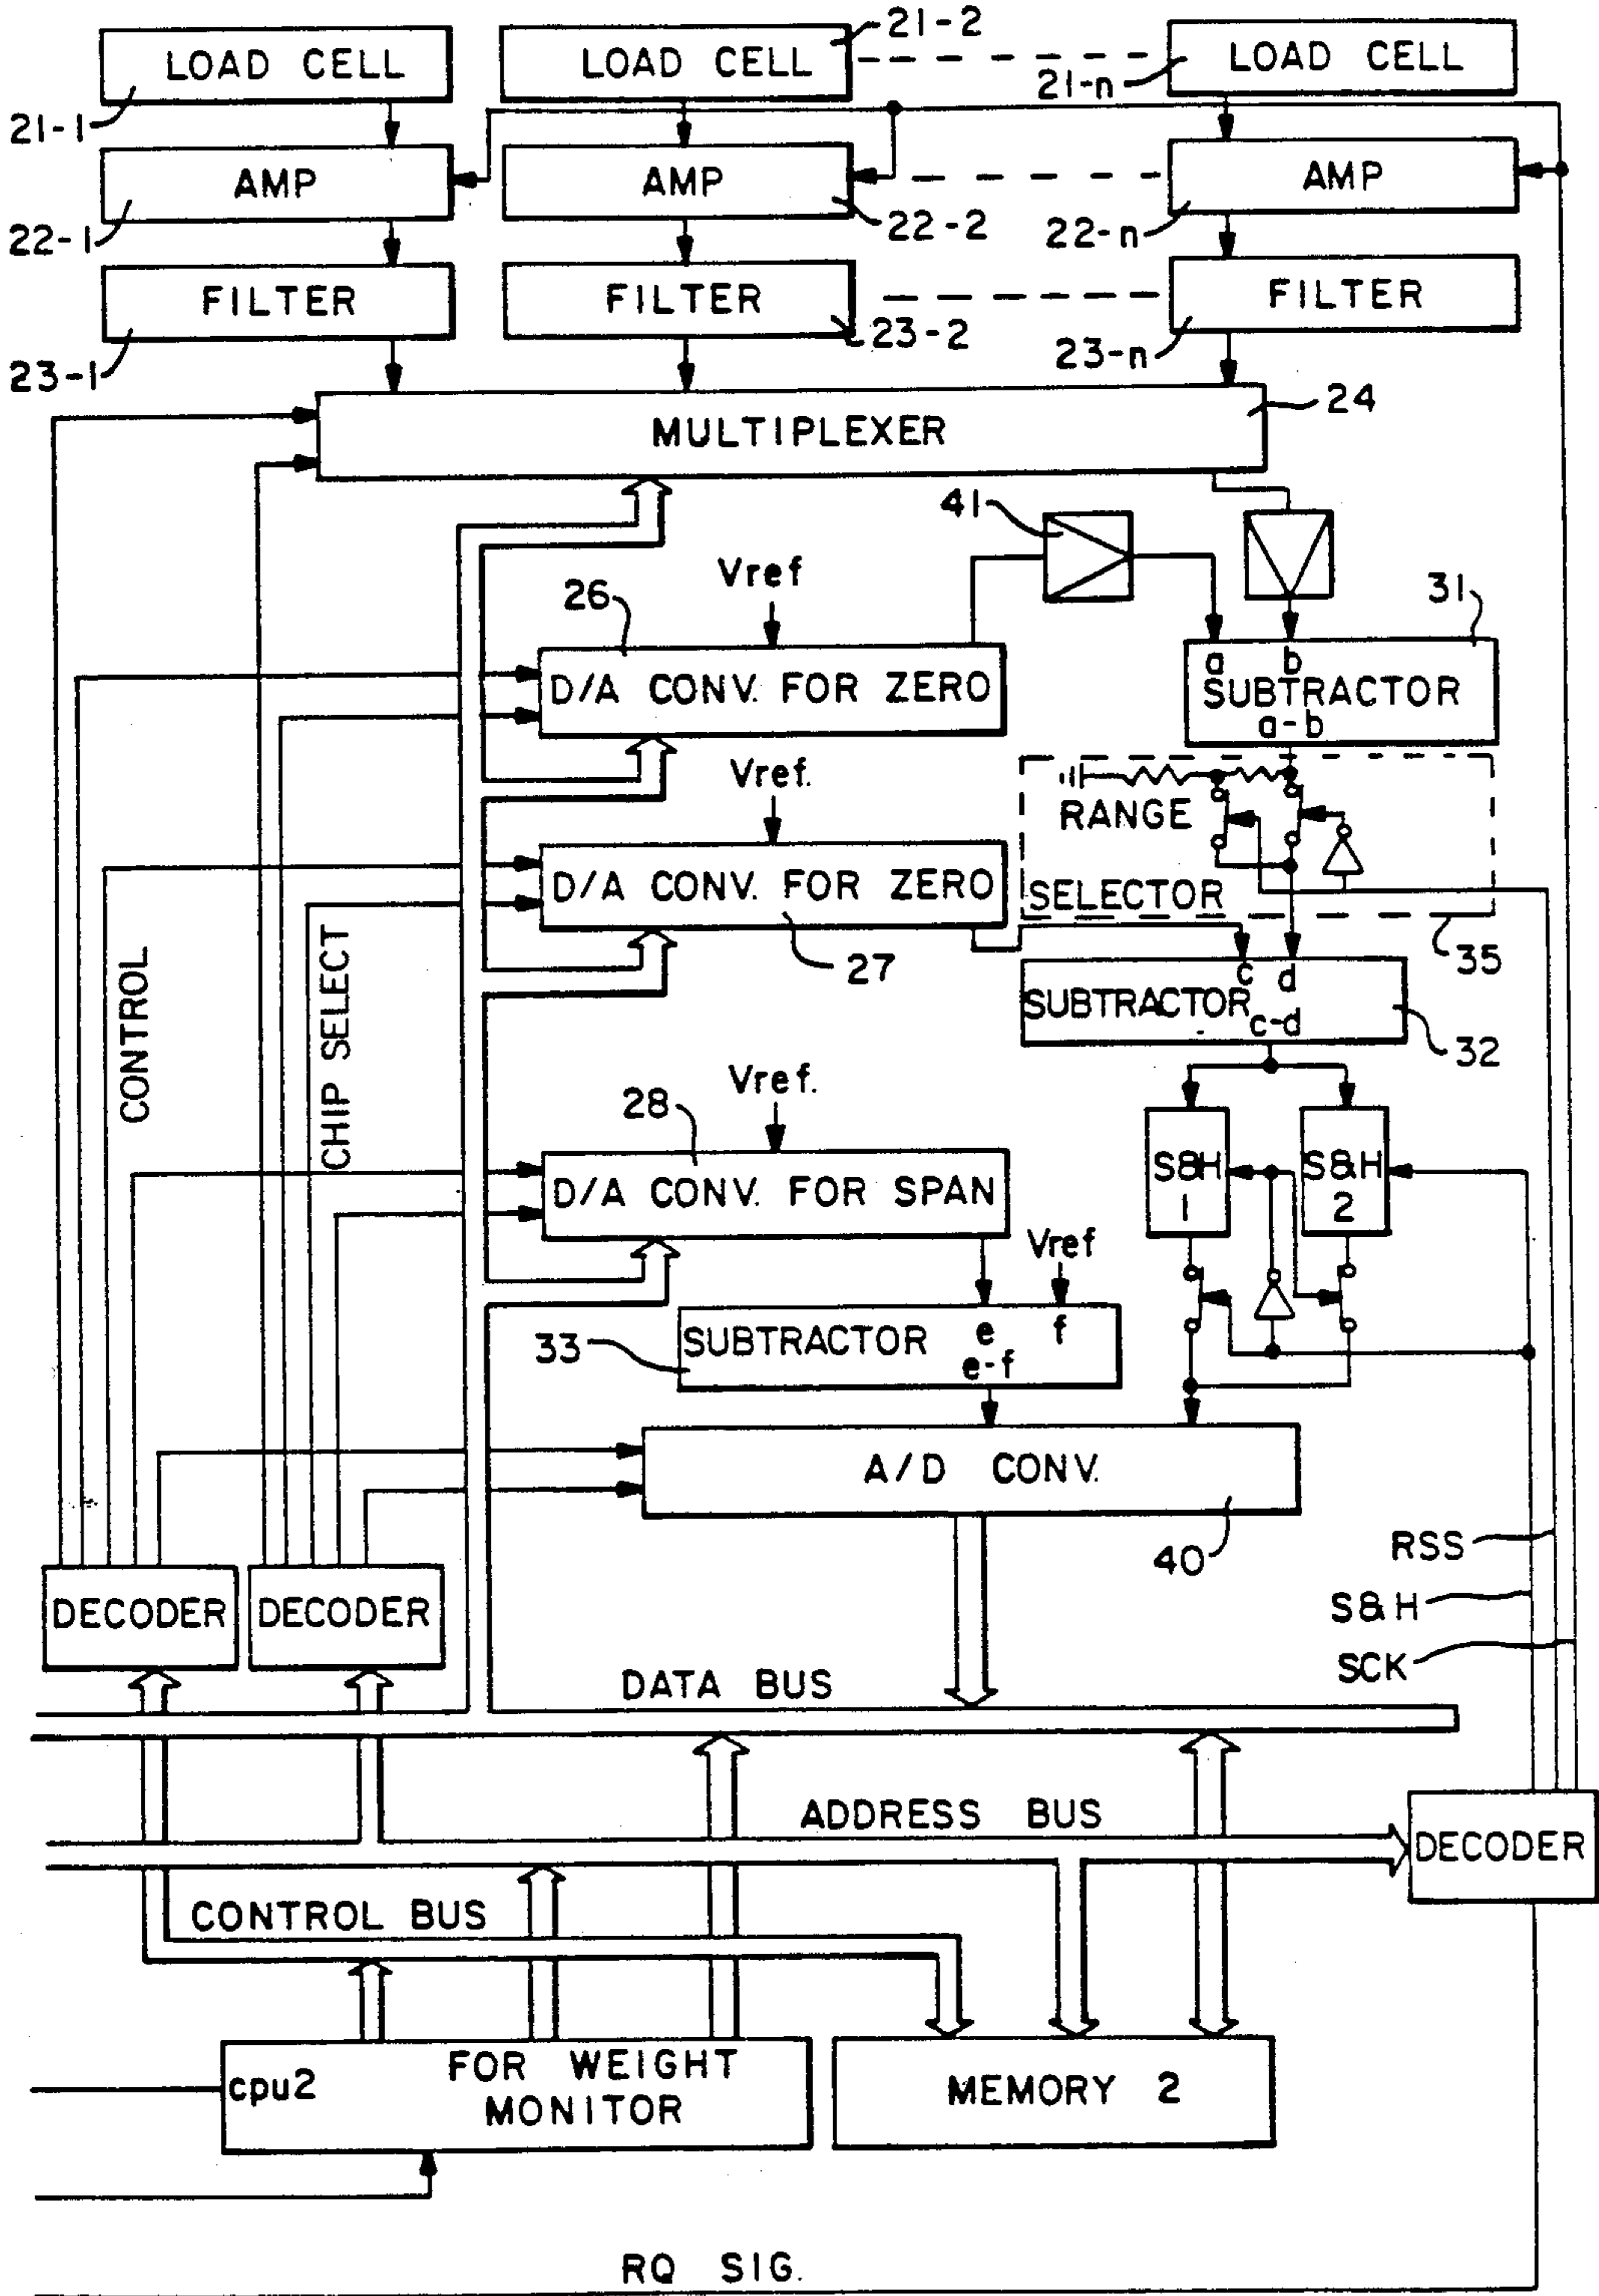 LOAD CELL
LOAD CELL
21-2
LOAD CELL
21-n
21-1
AMP
AMP
AMP
22-1
22-2
22-n
FILTER
FILTER
FILTER
23-1
23-2
23-n
MULTIPLEXER
24
41
Vref
26
31
D/A CONV. FOR ZERO
a b
SUBTRACTOR
a-b
Vref.
RANGE
SELECTOR
D/A CONV. FOR ZERO
27
35
CONTROL
CHIP SELECT
c d
SUBTRACTOR
c-d
32
Vref.
28
D/A CONV. FOR SPAN
S&H
1
S&H
2
Vref
33
SUBTRACTOR
e f
e-f
A/D CONV.
40
RSS
S&H
SCK
DECODER
DECODER
DATA BUS
ADDRESS BUS
DECODER
CONTROL BUS
cpu2
FOR WEIGHT
MONITOR
MEMORY 2
RQ SIG.